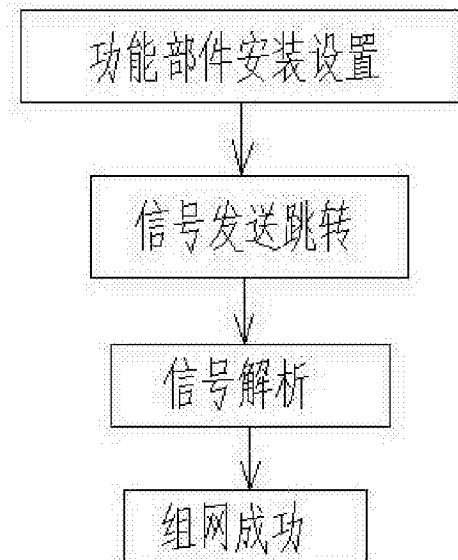 功能部件安装设置
信号发送跳转
信号解析
组网成功